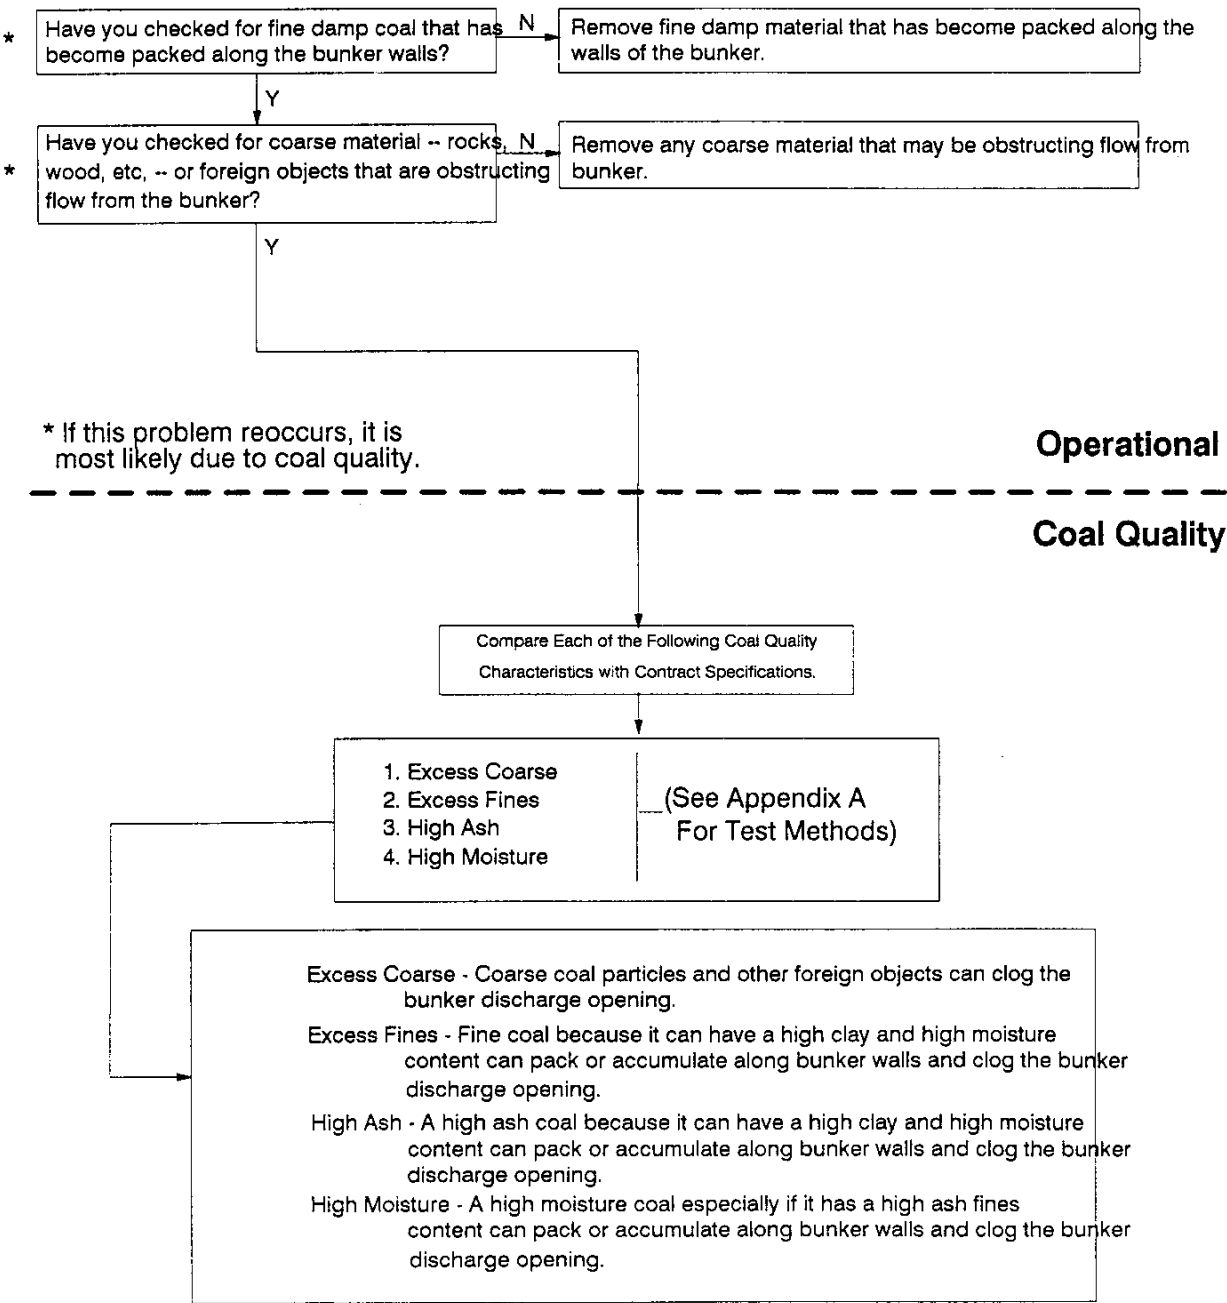 * Have you checked for fine damp coal that has
become packed along the bunker walls?
N
Remove fine damp material that has become packed along the
walls of the bunker.
Y
* Have you checked for coarse material -- rocks,
wood, etc, -- or foreign objects that are obstructing
flow from the bunker?
N
Remove any coarse material that may be obstructing flow from
bunker.
Y
* If this problem reoccurs, it is
most likely due to coal quality.
Operational
Coal Quality
Compare Each of the Following Coal Quality
Characteristics with Contract Specifications.
1. Excess Coarse
2. Excess Fines
3. High Ash
4. High Moisture
(See Appendix A
For Test Methods)
Excess Coarse - Coarse coal particles and other foreign objects can clog the
bunker discharge opening.
Excess Fines - Fine coal because it can have a high clay and high moisture
content can pack or accumulate along bunker walls and clog the bunker
discharge opening.
High Ash - A high ash coal because it can have a high clay and high moisture
content can pack or accumulate along bunker walls and clog the bunker
discharge opening.
High Moisture - A high moisture coal especially if it has a high ash fines
content can pack or accumulate along bunker walls and clog the bunker
discharge opening.